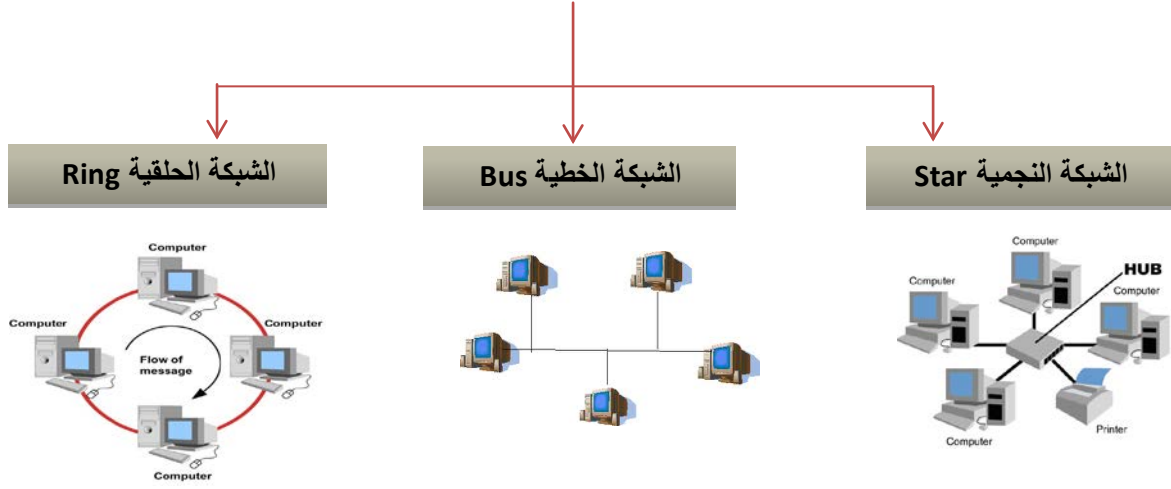 الشبكة النجمية Star
الشبكة الخطية Bus
الشبكة الحلقية Ring
Computer
HUB
Computer
Computer
Computer
Printer
Computer
Computer
Computer
Flow of
message
Computer